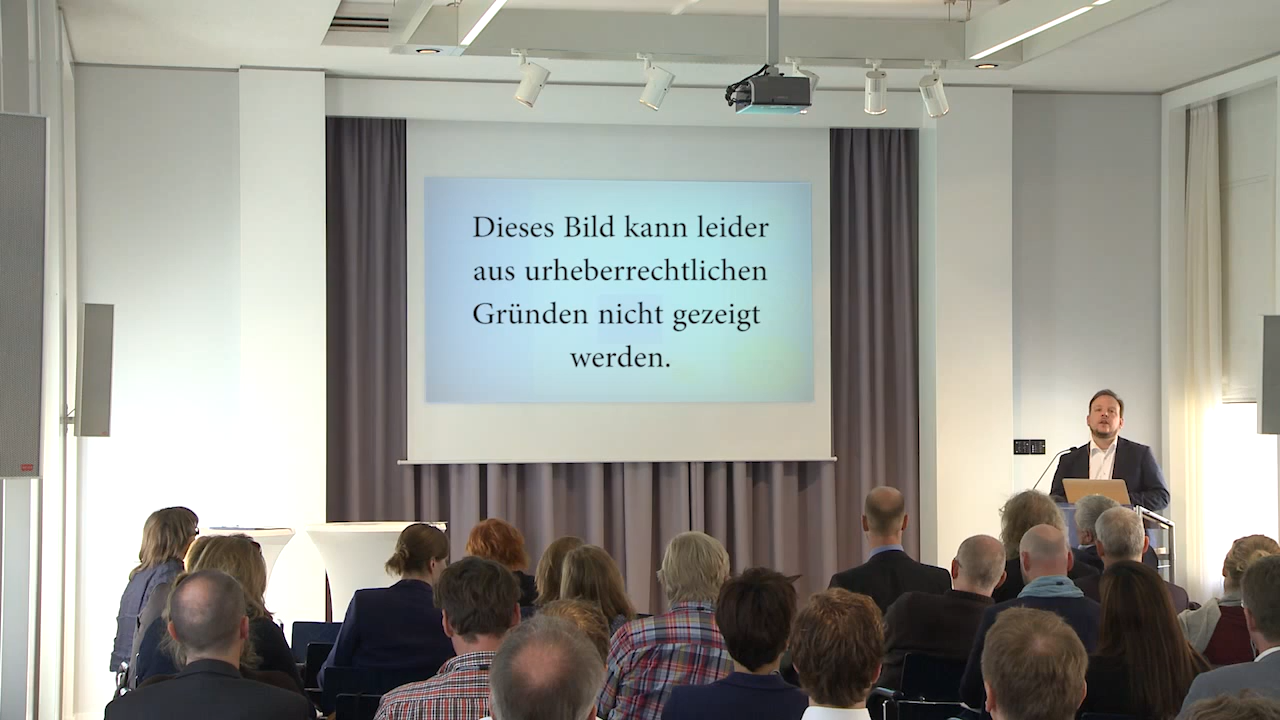 Dieses Bild kann leider
aus urheberrechtlichen
Gründen nicht gezeigt
werden.